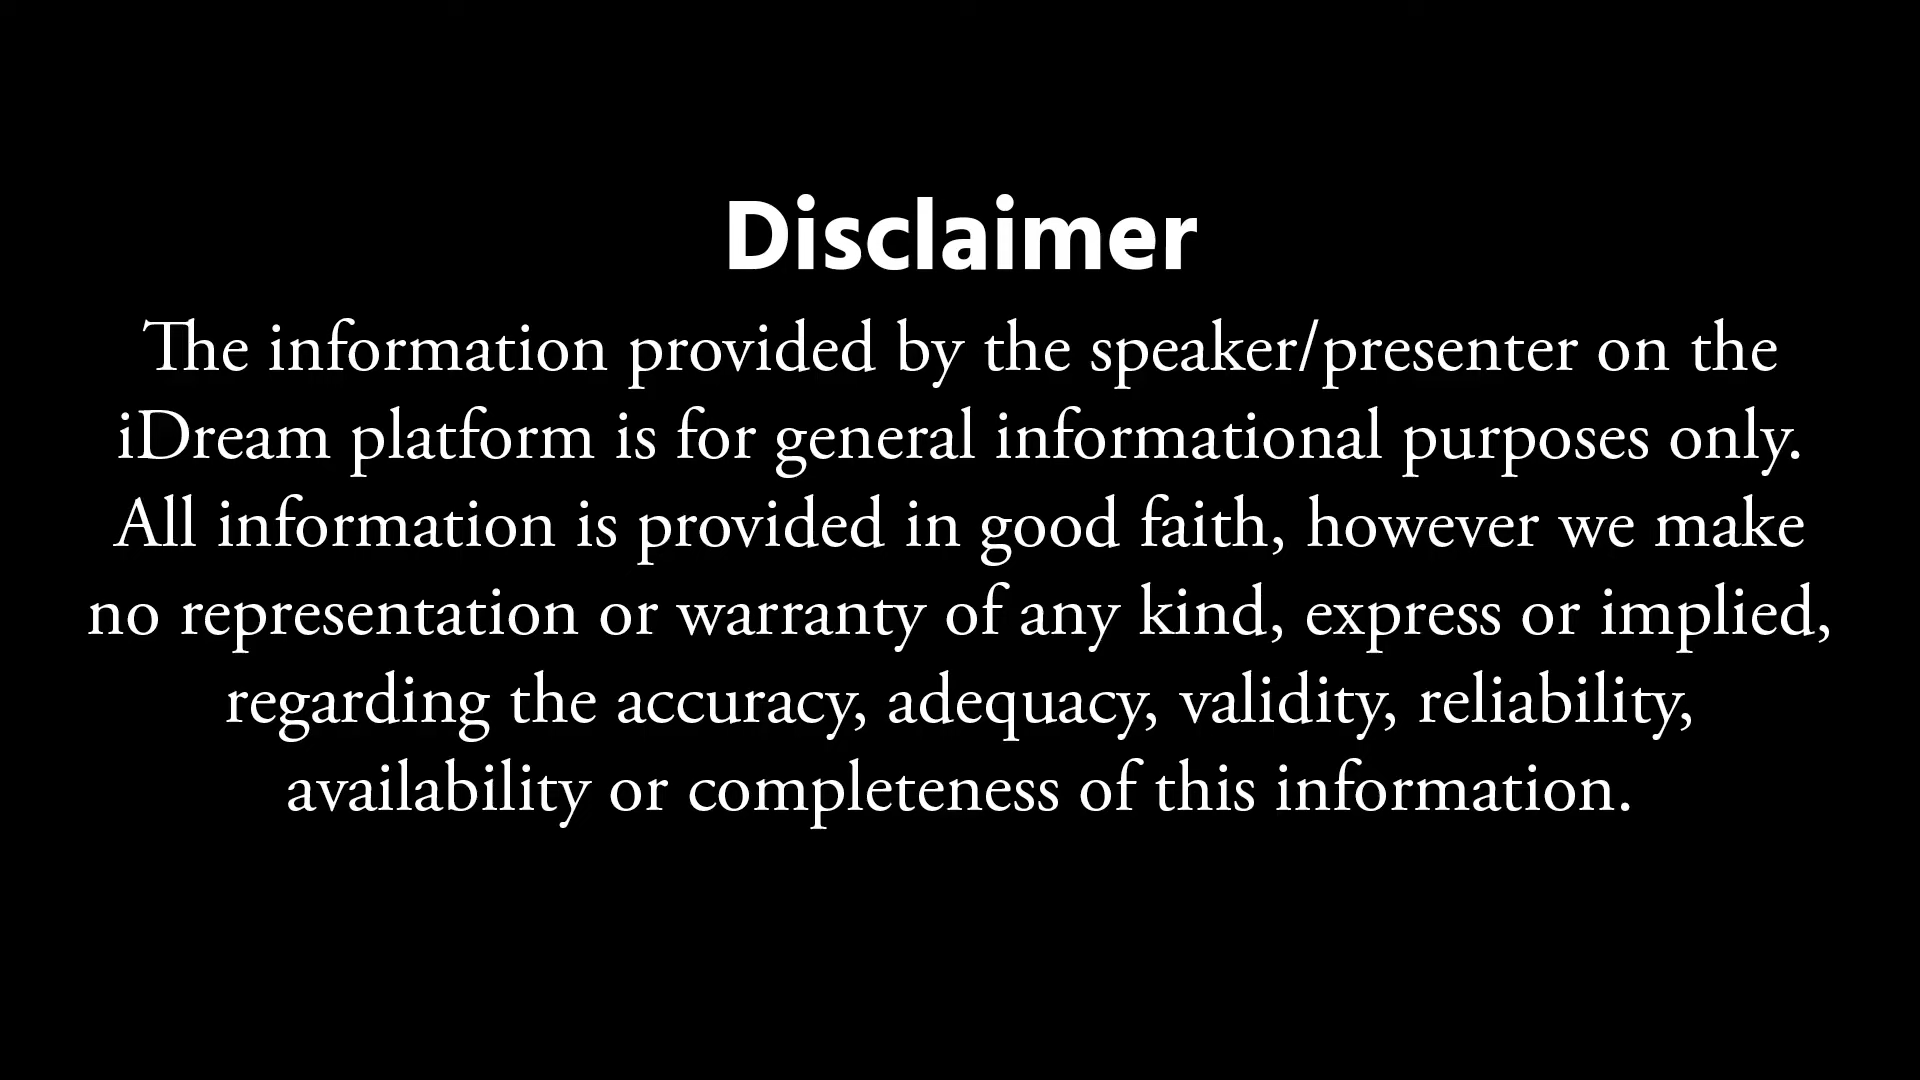 Disclaimer
The information provided by the speaker/presenter on the
iDream platform is for general informational purposes only.
All information is provided in good faith, however we make
no representation or warranty of any kind, express or implied,
regarding the accuracy, adequacy, validity, reliability,
availability or completeness of this information.